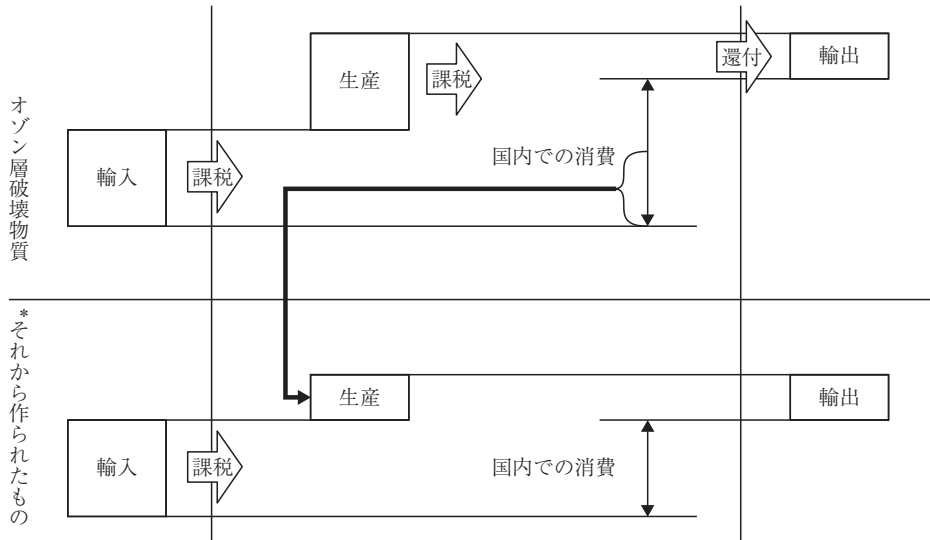 オゾン層破壊物質
輸入
課税
生産
課税
国内での消費
還付
輸出
*それから作られたもの
輸入
課税
生産
国内での消費
輸出